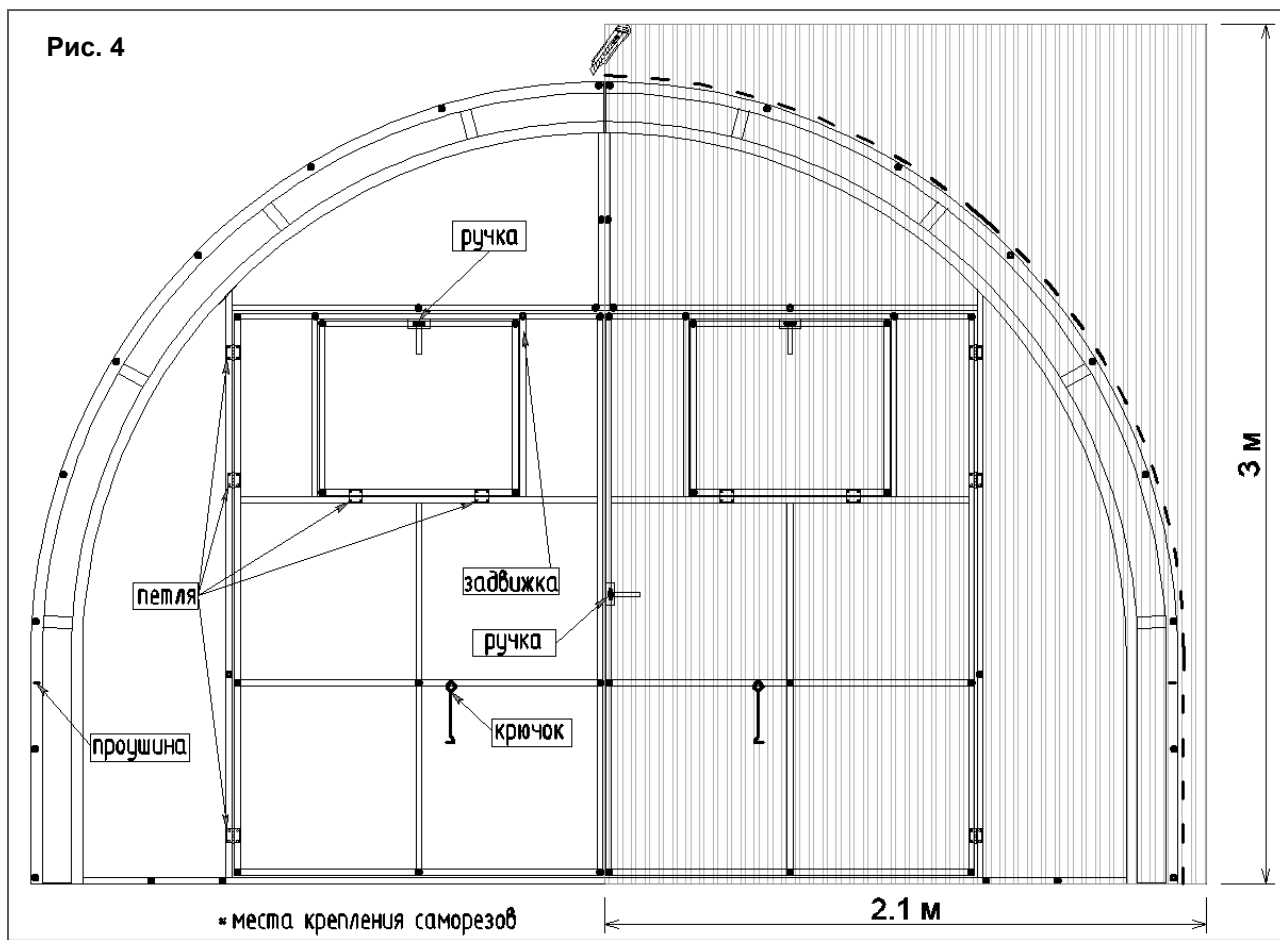 Рис. 4
ручка
петля
задвижка
ручка
крючок
проушина
3 м
2.1 м
* места крепления саморезов